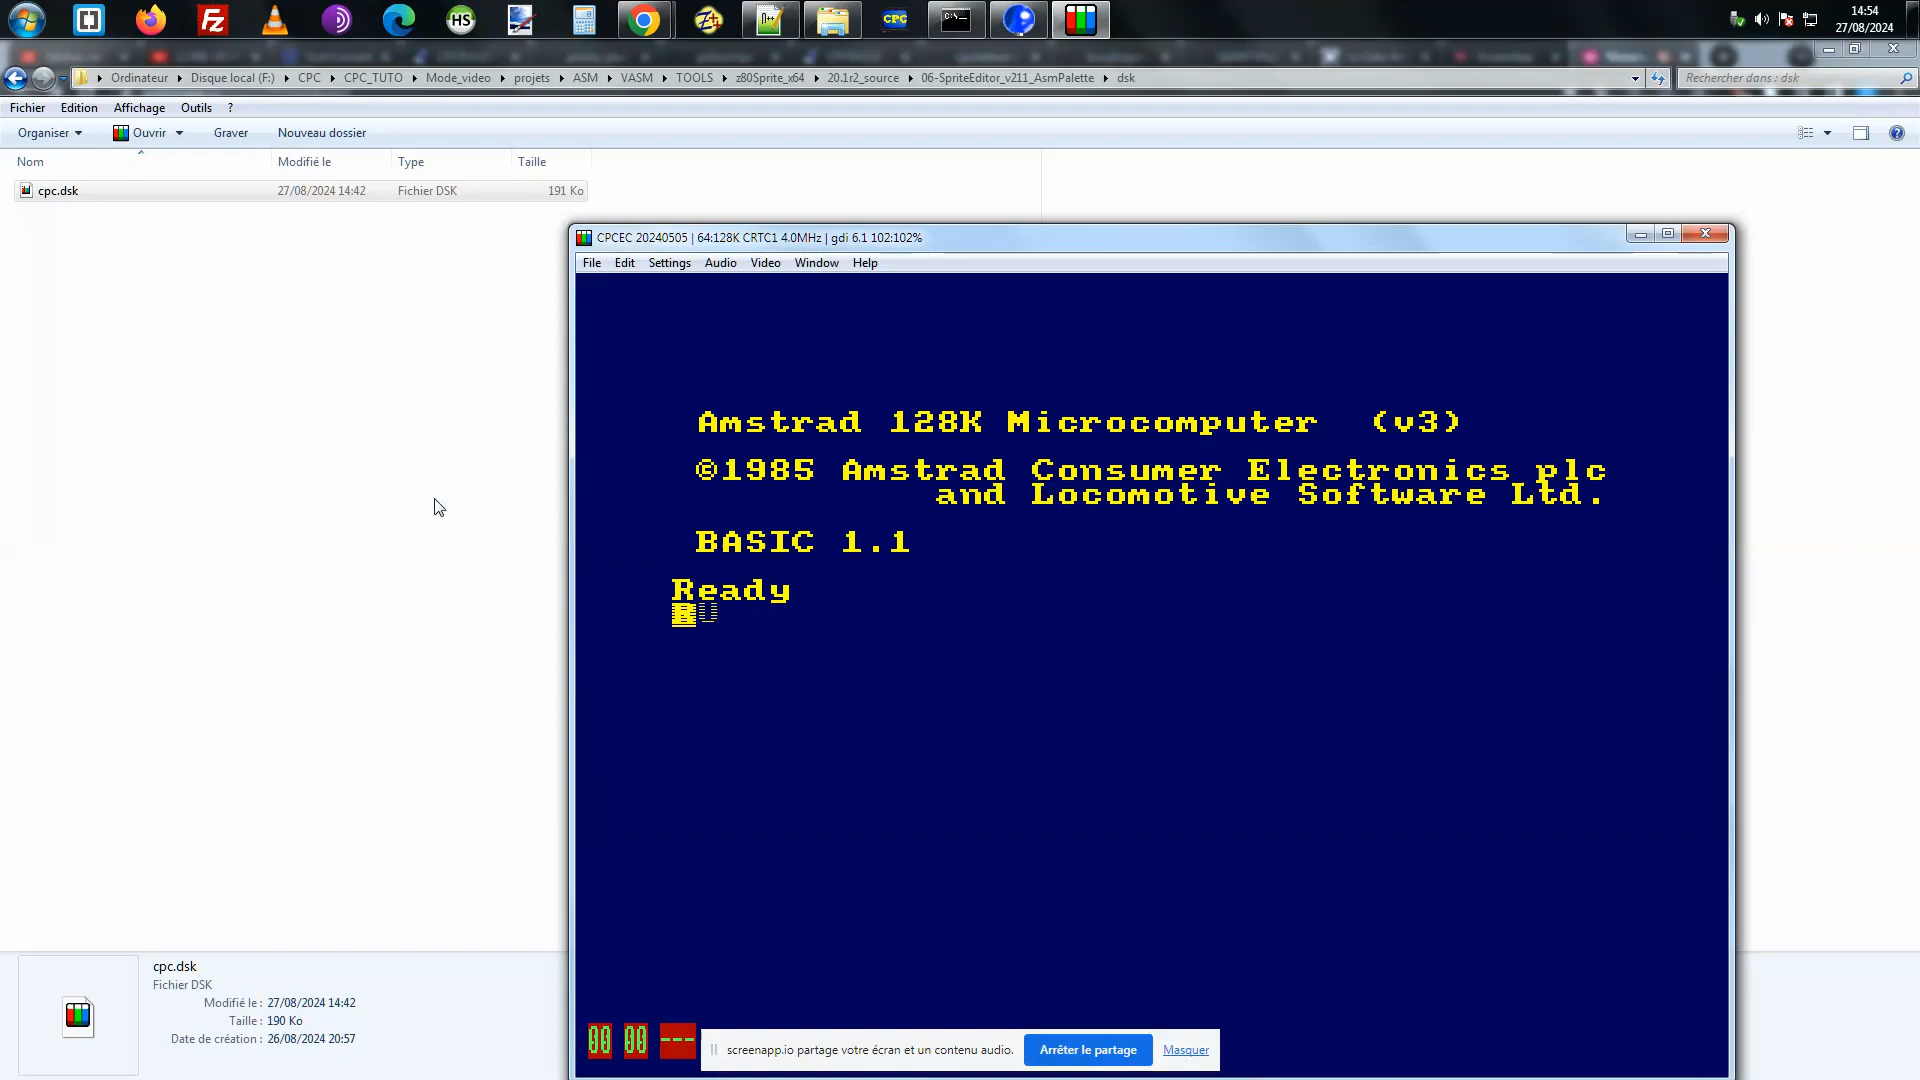 HS
CPC
C:\_
14:54
27/08/2024
Ordinateur
Disque local (F:)
CPC
CPC_TUTO
Mode_video
projets
ASM
VASM
TOOLS
z80Sprite_x64
20.1r2_source
06-SpriteEditor_v211_AsmPalette
dsk
Rechercher dans : dsk
Fichier
Edition
Affichage
Outils
?
Organiser
Ouvrir
Graver
Nouveau dossier
Nom
Modifié le
Type
Taille
cpc.dsk
27/08/2024 14:42
Fichier DSK
191 Ko
CPCEC 20240505 | 64:128K CRTC1 4.0MHz | gdi 6.1 102:102%
File
Edit
Settings
Audio
Video
Window
Help
Amstrad 128K Microcomputer (v3)
©1985 Amstrad Consumer Electronics plc
and Locomotive Software Ltd.
BASIC 1.1
Ready
RU
00 00 ---
cpc.dsk
Fichier DSK
Modifié le : 27/08/2024 14:42
Taille : 190 Ko
Date de création : 26/08/2024 20:57
screenapp.io partage votre écran et un contenu audio.
Arrêter le partage
Masquer